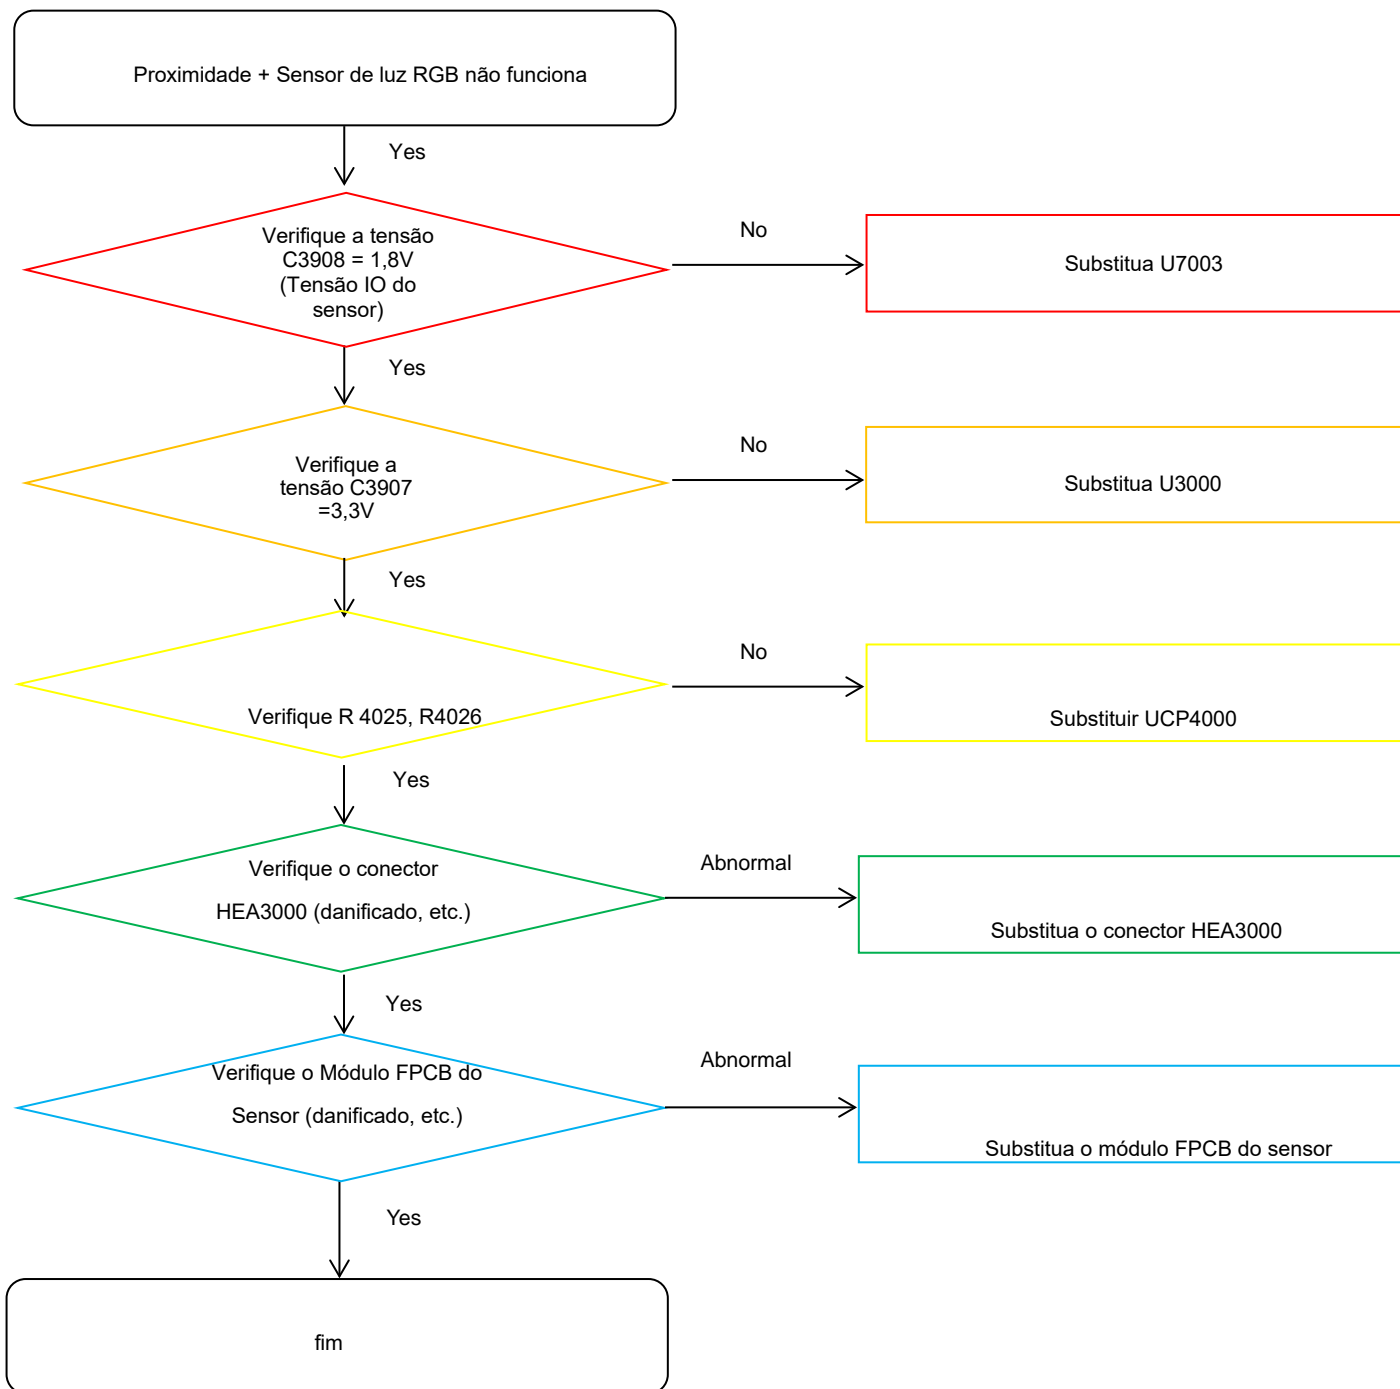 Proximidade + Sensor de luz RGB não funciona
Yes
Verifique a tensão
C3908 = 1,8V
(Tensão IO do
sensor)
No
Substitua U7003
Yes
Verifique a
tensão C3907
=3,3V
No
Substitua U3000
Yes
Verifique R 4025, R4026
No
Substituir UCP4000
Yes
Verifique o conector
HEA3000 (danificado, etc.)
Abnormal
Substitua o conector HEA3000
Yes
Verifique o Módulo FPCB do
Sensor (danificado, etc.)
Abnormal
Substitua o módulo FPCB do sensor
Yes
fim